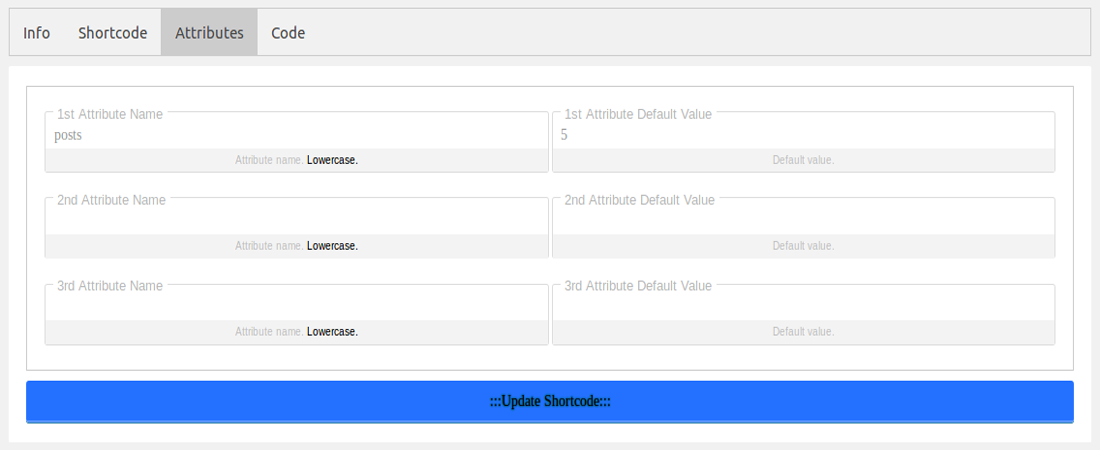 Info Shortcode Attributes Code
1st Attribute Name 1st Attribute Default Value
posts 5
Attribute name. Lowercase. Default value.
2nd Attribute Name 2nd Attribute Default Value
Attribute name. Lowercase. Default value.
3rd Attribute Name 3rd Attribute Default Value
Attribute name. Lowercase. Default value.
:::Update Shortcode:::